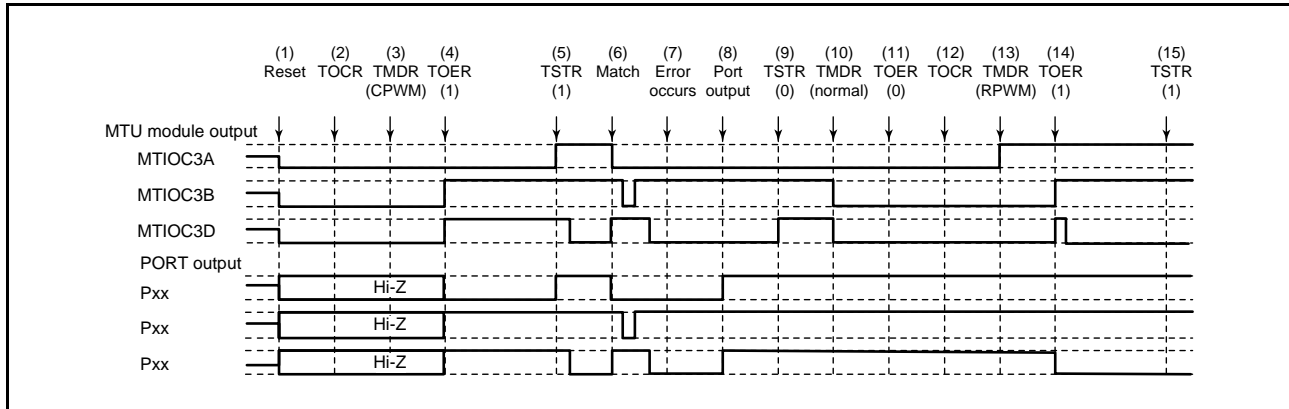 (1) (2) (3) (4) (5) (6) (7) (8) (9) (10) (11) (12) (13) (14) (15)
Reset TOCR TMDR TOER TSTR Match Error Port TSTR TMDR TOER TOCR TMDR TOER TSTR
(CPWM) (1) (1) occurs output (0) (normal) (0) (RPWM) (1) (1)
MTU module output
MTIOC3A
MTIOC3B
MTIOC3D
PORT output
Pxx Hi-Z
Pxx Hi-Z
Pxx Hi-Z